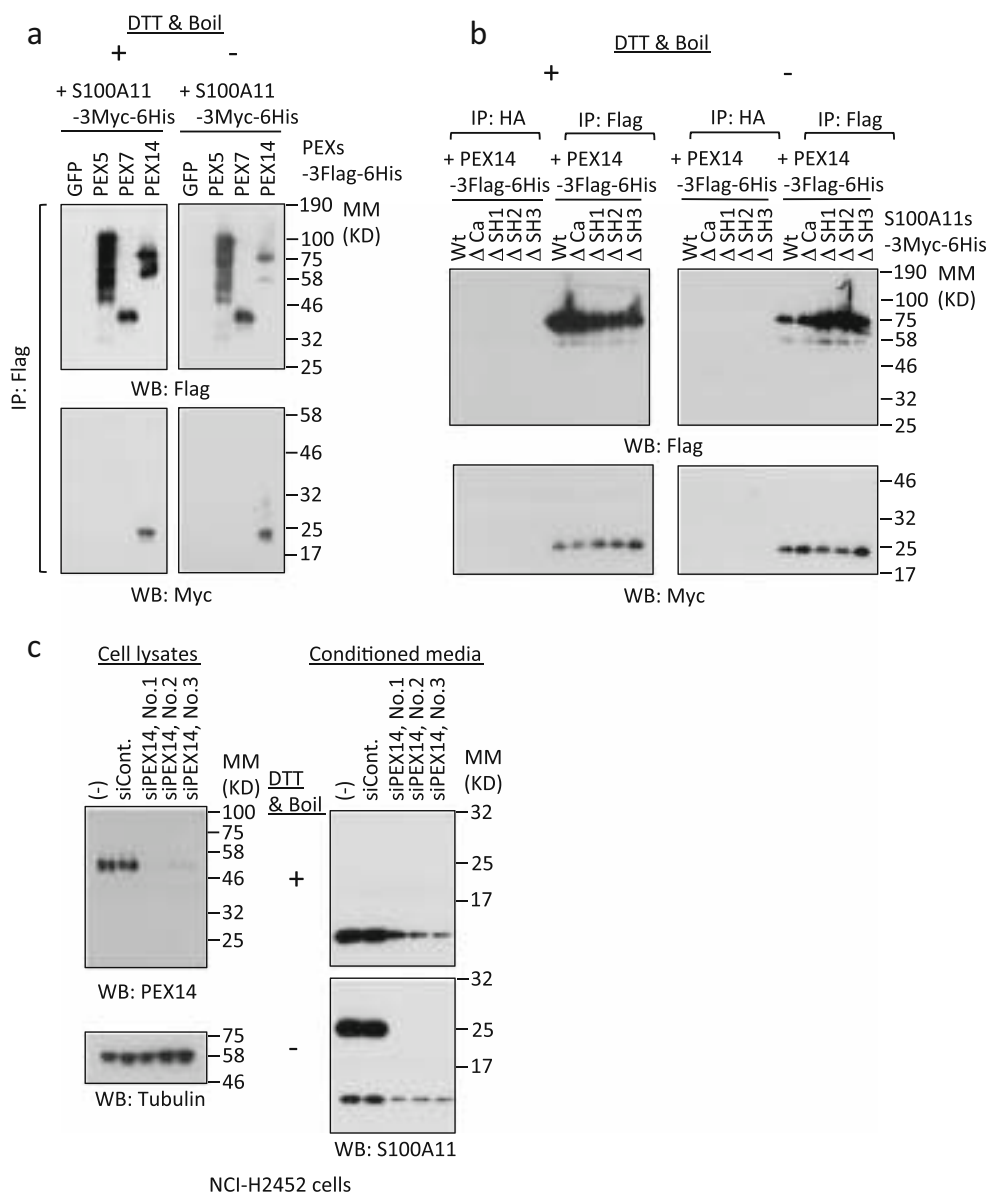 a
DTT & Boil
+ -
+ S100A11 + S100A11
-3Myc-6His -3Myc-6His
GFP PEX5 PEX7 PEX14 GFP PEX5 PEX7 PEX14
PEXs
-3Flag-6His
190 MM
100 (KD)
75
58
46
32
25
IP: Flag
WB: Flag
58
46
32
25
17
WB: Myc
b
DTT & Boil
+ -
IP: HA IP: Flag IP: HA IP: Flag
+ PEX14 + PEX14 + PEX14 + PEX14
-3Flag-6His -3Flag-6His -3Flag-6His -3Flag-6His
Wt Δ Ca Δ SH1 Δ SH2 Δ SH3 Wt Δ Ca Δ SH1 Δ SH2 Δ SH3 Wt Δ Ca Δ SH1 Δ SH2 Δ SH3 Wt Δ Ca Δ SH1 Δ SH2 Δ SH3
S100A11s
-3Myc-6His
190 MM
100 (KD)
75
58
46
32
25
WB: Flag
46
32
25
17
WB: Myc
c
Cell lysates Conditioned media
(-) siCont. siPEX14, No.1 siPEX14, No.2 siPEX14, No.3
MM
(KD)
100
75
58
46
32
25
WB: PEX14
75
58
46
WB: Tubulin
DTT
& Boil
+
-
(-) siCont. siPEX14, No.1 siPEX14, No.2 siPEX14, No.3
MM
(KD)
32
25
17
32
25
17
WB: S100A11
NCI-H2452 cells